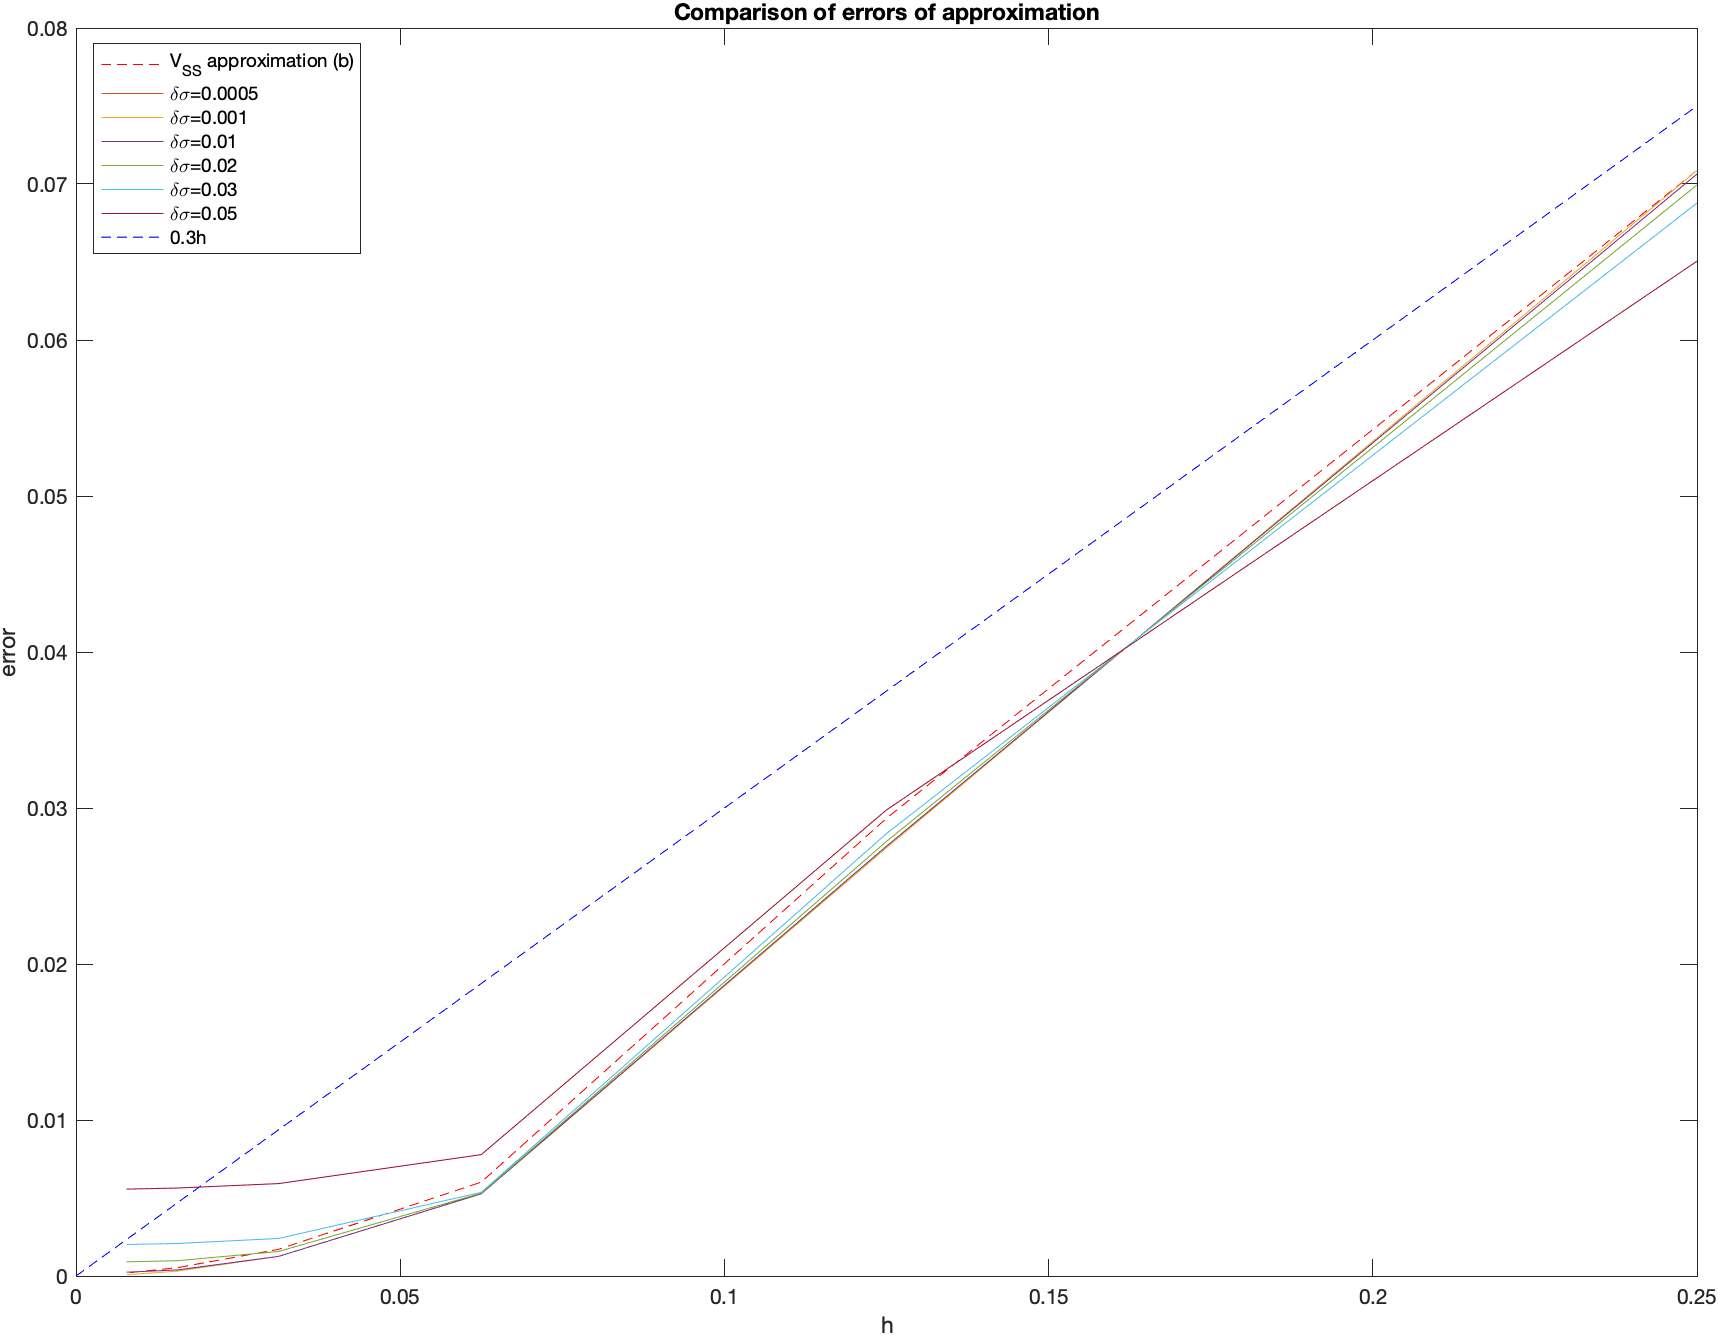 Comparison of errors of approximation
V_SS approximation (b)
δσ=0.0005
δσ=0.001
δσ=0.01
δσ=0.02
δσ=0.03
δσ=0.05
0.3h
error
0.08
0.07
0.06
0.05
0.04
0.03
0.02
0.01
0
0 0.05 0.1 0.15 0.2 0.25
h